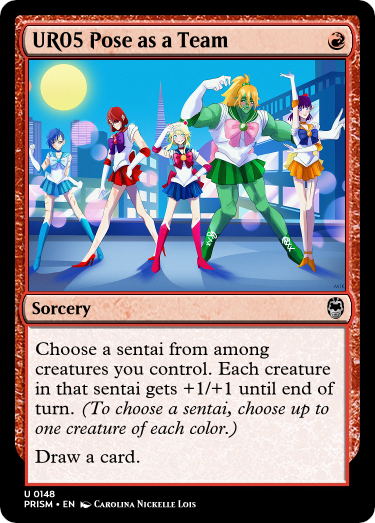 UR05 Pose as a Team
Sorcery
Choose a sentai from among
creatures you control. Each creature
in that sentai gets +1/+1 until end of
turn. (To choose a sentai, choose up to
one creature of each color.)
Draw a card.
U 0148
PRISM • EN Carolina Nickelle Lois